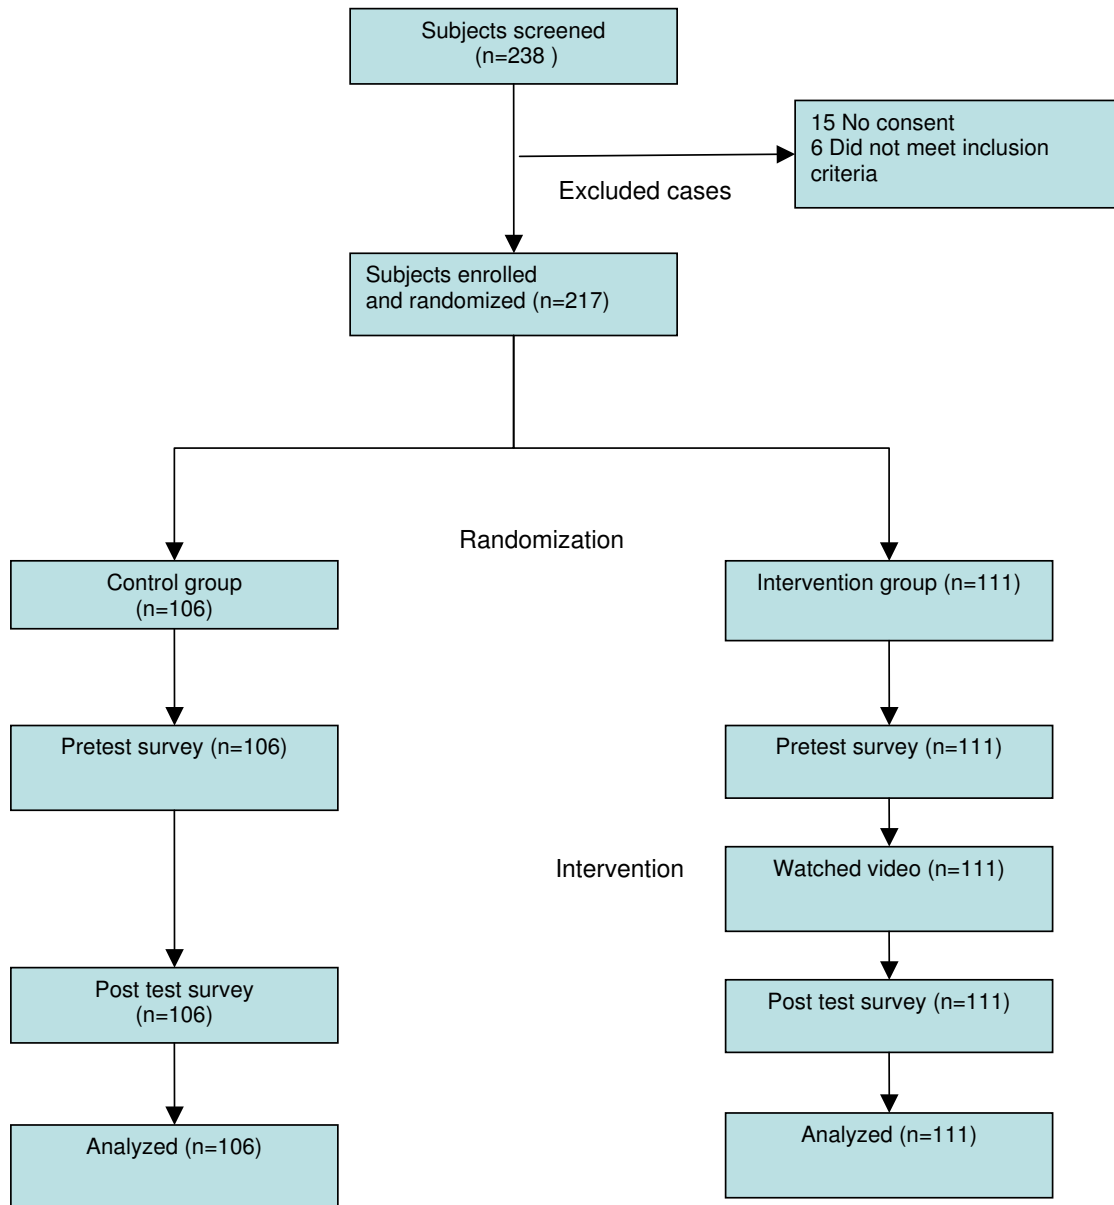 Subjects screened
(n=238 )
15 No consent
6 Did not meet inclusion
criteria
Excluded cases
Subjects enrolled
and randomized (n=217)
Randomization
Control group
(n=106)
Intervention group (n=111)
Pretest survey (n=106)
Pretest survey (n=111)
Intervention
Watched video (n=111)
Post test survey
(n=106)
Post test survey (n=111)
Analyzed (n=106)
Analyzed (n=111)